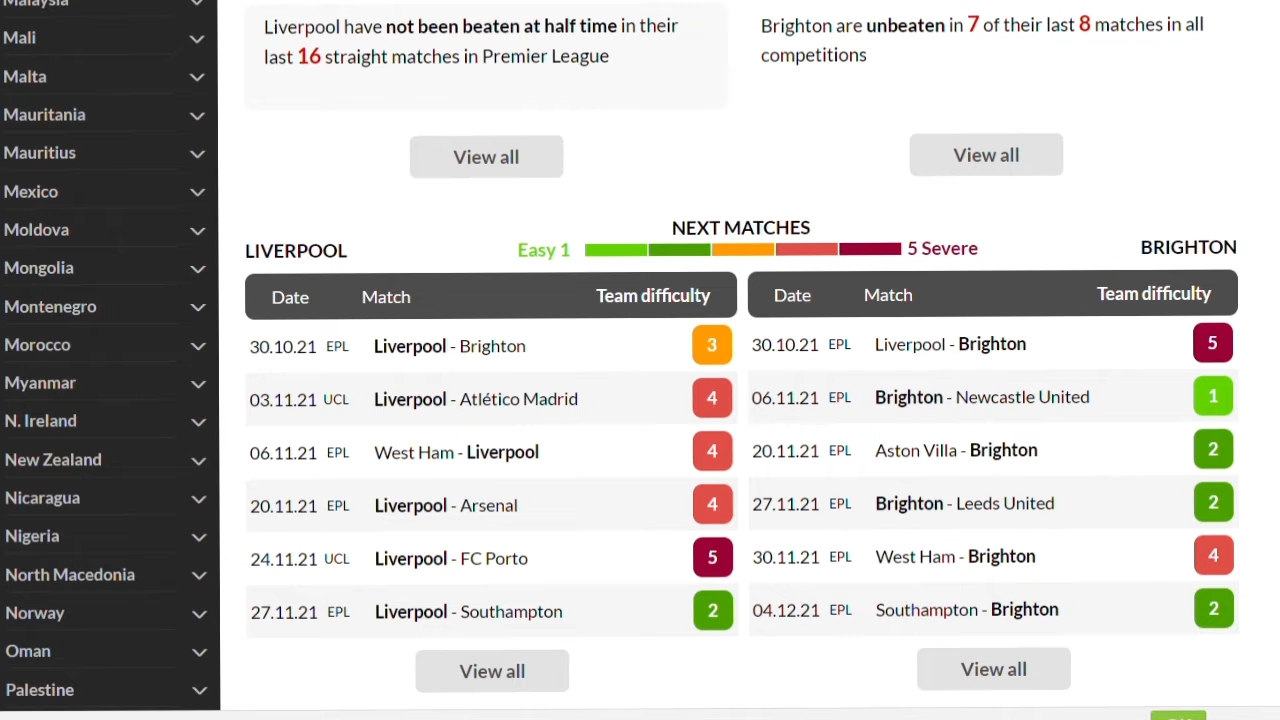 Malaysia
Mali
Malta
Mauritania
Mauritius
Mexico
Moldova
Mongolia
Montenegro
Morocco
Myanmar
N. Ireland
New Zealand
Nicaragua
Nigeria
North Macedonia
Norway
Oman
Palestine
Liverpool have not been beaten at half time in their
last 16 straight matches in Premier League
View all
Brighton are unbeaten in 7 of their last 8 matches in all
competitions
View all
NEXT MATCHES
LIVERPOOL Easy 1 5 Severe BRIGHTON
Date Match Team difficulty
30.10.21 EPL Liverpool - Brighton 3
03.11.21 UCL Liverpool - Atlético Madrid 4
06.11.21 EPL West Ham - Liverpool 4
20.11.21 EPL Liverpool - Arsenal 4
24.11.21 UCL Liverpool - FC Porto 5
27.11.21 EPL Liverpool - Southampton 2
View all
Date Match Team difficulty
30.10.21 EPL Liverpool - Brighton 5
06.11.21 EPL Brighton - Newcastle United 1
20.11.21 EPL Aston Villa - Brighton 2
27.11.21 EPL Brighton - Leeds United 2
30.11.21 EPL West Ham - Brighton 4
04.12.21 EPL Southampton - Brighton 2
View all